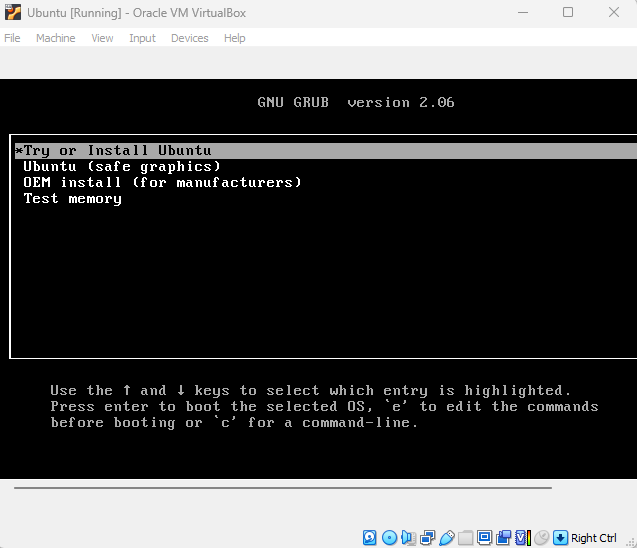 Ubuntu [Running] - Oracle VM VirtualBox
File Machine View Input Devices Help
GNU GRUB version 2.06
*Try or Install Ubuntu
Ubuntu (safe graphics)
OEM install (for manufacturers)
Test memory
Use the ↑ and ↓ keys to select which entry is highlighted.
Press enter to boot the selected OS, `e' to edit the commands
before booting or `c' for a command-line.
Right Ctrl